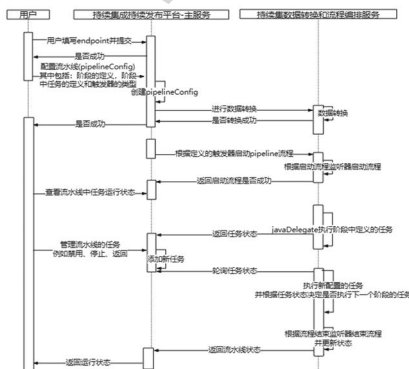 用户
持续集成持续发布平台-主服务
持续集数据转换和流程编排服务
用户填写endpoint并提交
是否成功
配置流水线(pipelineConfig)
其中包括：阶段的定义，阶段
中任务的定义和触发器的类型
创建pipelineConfig
进行数据转换
数据转换
是否转换成功
是否成功
根据定义的触发器启动pipeline流程
根据启动流程监听器启动流程
返回启动流程是否成功
查看流水线中任务运行状态
javaDelegate执行阶段中定义的任务
返回任务状态
管理流水线的任务
例如禁用、停止、返回
添加新任务
轮询任务状态
执行新配置的任务
并根据任务状态决定是否执行下一个阶段的任务
根据流程结束监听器结束流程
并更新状态
返回流水线状态
返回运行状态